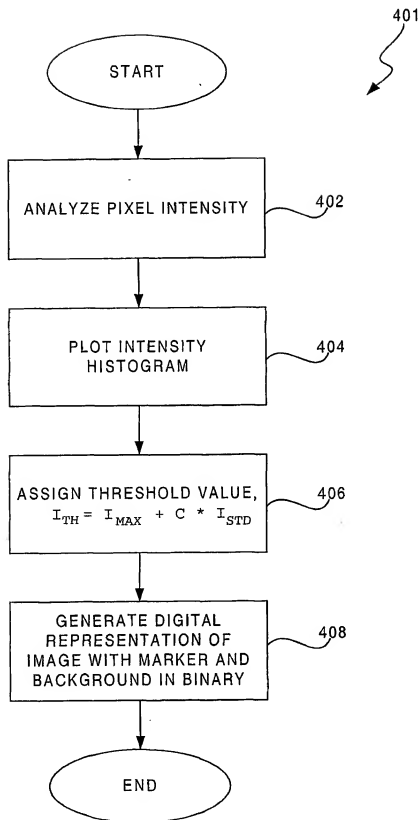 401
START
ANALYZE PIXEL INTENSITY
402
PLOT INTENSITY
HISTOGRAM
404
ASSIGN THRESHOLD VALUE,
I_TH = I_MAX + C * I_STD
406
GENERATE DIGITAL
REPRESENTATION OF
IMAGE WITH MARKER AND
BACKGROUND IN BINARY
408
END